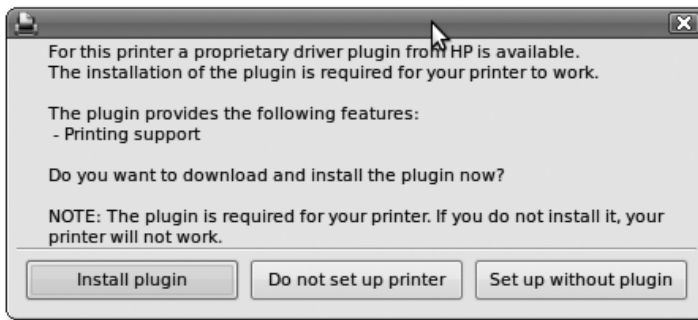 For this printer a proprietary driver plugin from HP is available.
The installation of the plugin is required for your printer to work.
The plugin provides the following features:
- Printing support
Do you want to download and install the plugin now?
NOTE: The plugin is required for your printer. If you do not install it, your
printer will not work.
Install plugin
Do not set up printer
Set up without plugin